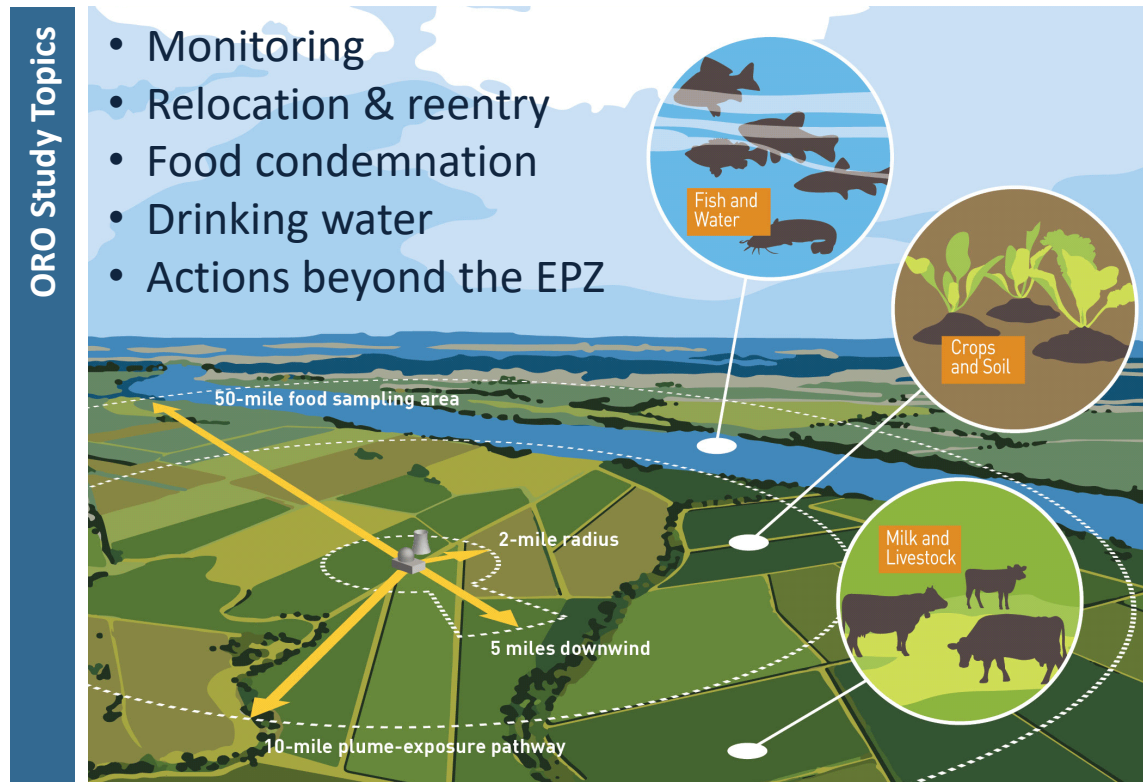 ORO Study Topics
• Monitoring
• Relocation & reentry
• Food condemnation
• Drinking water
• Actions beyond the EPZ
Fish and
Water
Crops
and Soil
50-mile food sampling area
2-mile radius
Milk and
Livestock
5 miles downwind
10-mile plume-exposure pathway